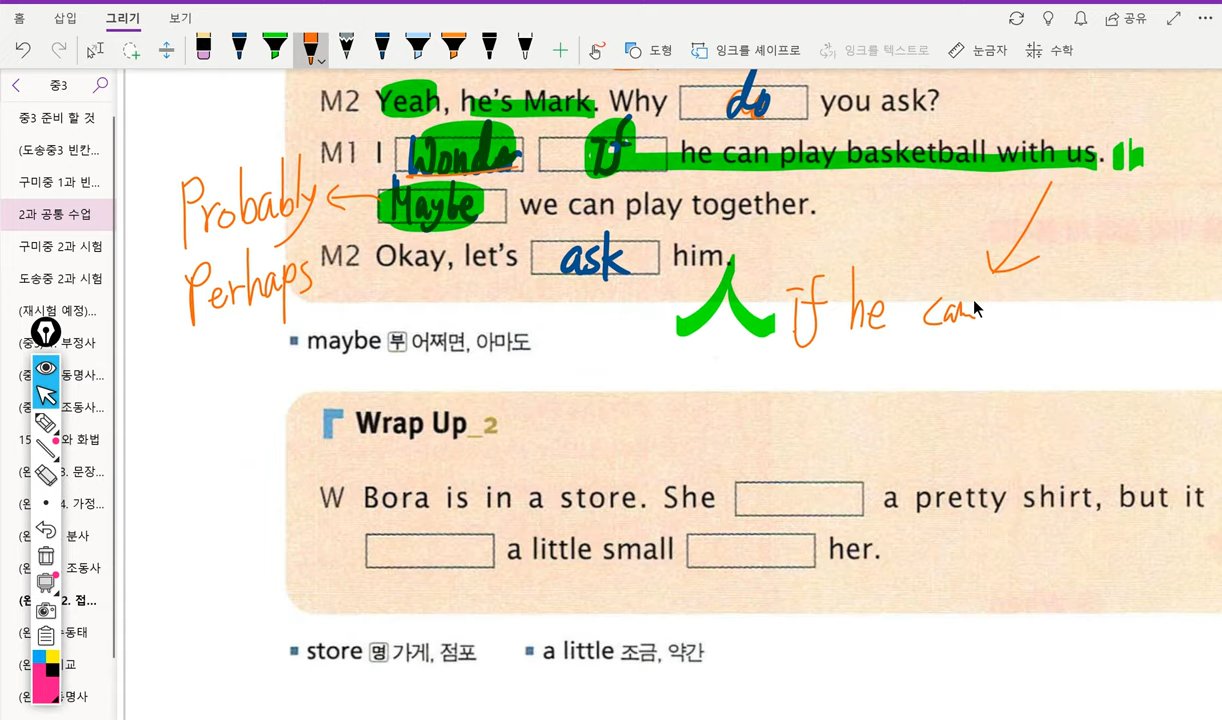 홈 삽입 그리기 보기 공유
도형 잉크를 셰이프로 잉크를 텍스트로 눈금자 수학
중3
중3 준비 할 것
(도송중3 빈칸...
구미중 1과 빈...
2과 공통 수업
구미중 2과 시험
도송중 2과 시험
(재시험 예정)...
부정사
동명사...
조동사...
15 와 화법
(완 3. 문장...
(완 4. 가정...
분사
(완 조동사
(완 2. 접...
(완 수동태
교
(완 동명사
M2 Yeah, he's Mark. Why do you ask?
M1 I Wonder If he can play basketball with us.
Probably Maybe we can play together.
M2 Okay, let's ask him.
Perhaps
if he can
maybe 부 어쩌면, 아마도
Wrap Up_2
W Bora is in a store. She a pretty shirt, but it
a little small her.
store 명 가게, 점포 a little 조금, 약간